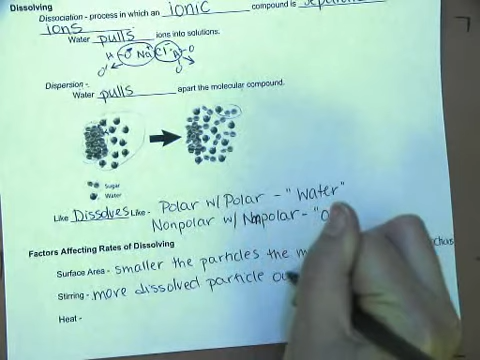 Dissolving
Dissociation - process in which an ionic compound is
ions
Water pulls ions into solutions.
H O Na Cl H O
Dispersion -
Water pulls apart the molecular compound.
Sugar
Water
Like Dissolves Like - Polar w/ Polar - "Water"
Nonpolar w/ Nonpolar - "
Factors Affecting Rates of Dissolving
Surface Area - smaller the particles the
Stirring - more dissolved particle
Heat -